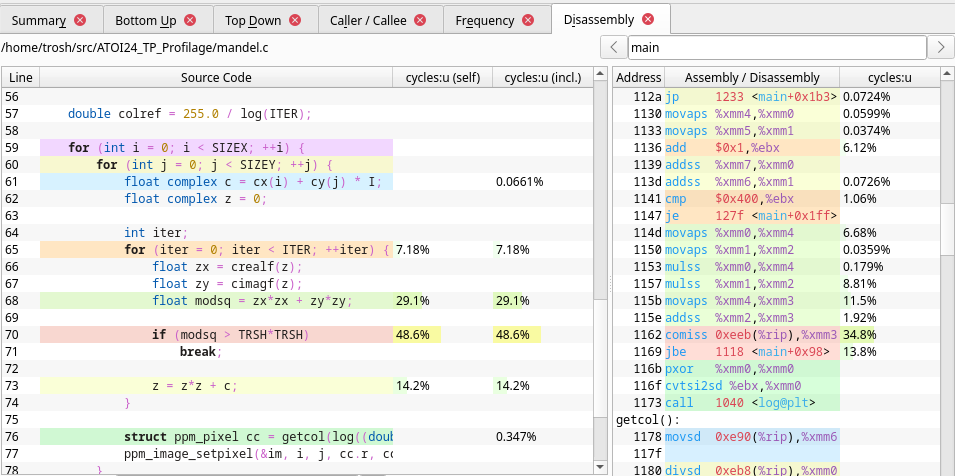 Summary Bottom Up Top Down Caller / Callee Frequency Disassembly
/home/trosh/src/ATOI24_TP_Profilage/mandel.c main
Line Source Code cycles:u (self) cycles:u (incl.)
56
57 double colref = 255.0 / log(ITER);
58
59 for (int i = 0; i < SIZEX; ++i) {
60 for (int j = 0; j < SIZEY; ++j) {
61 float complex c = cx(i) + cy(j) * I; 0.0661%
62 float complex z = 0;
63
64 int iter;
65 for (iter = 0; iter < ITER; ++iter) { 7.18% 7.18%
66 float zx = crealf(z);
67 float zy = cimagf(z);
68 float modsq = zx*zx + zy*zy; 29.1% 29.1%
69
70 if (modsq > TRSH*TRSH) 48.6% 48.6%
71 break;
72
73 z = z*z + c; 14.2% 14.2%
74 }
75
76 struct ppm_pixel cc = getcol(log((doub 0.347%
77 ppm_image_setpixel(&im, i, j, cc.r, cc
78 }
Address Assembly / Disassembly cycles:u
112a jp 1233 <main+0x1b3> 0.0724%
1130 movaps %xmm4,%xmm0 0.0599%
1133 movaps %xmm5,%xmm1 0.0374%
1136 add $0x1,%ebx 6.12%
1139 addss %xmm7,%xmm0
113d addss %xmm6,%xmm1 0.0726%
1141 cmp $0x400,%ebx 1.06%
1147 je 127f <main+0x1ff>
114d movaps %xmm0,%xmm4 6.68%
1150 movaps %xmm1,%xmm2 0.0359%
1153 mulss %xmm0,%xmm4 0.179%
1157 mulss %xmm1,%xmm2 8.81%
115b movaps %xmm4,%xmm3 11.5%
115e addss %xmm2,%xmm3 1.92%
1162 comiss 0xeeb(%rip),%xmm3 34.8%
1169 jbe 1118 <main+0x98> 13.8%
116b pxor %xmm0,%xmm0
116f cvtsi2sd %ebx,%xmm0
1173 call 1040 <log@plt>
getcol():
1178 movsd 0xe90(%rip),%xmm6
117f
1180 divsd 0xeb8(%rip),%xmm0